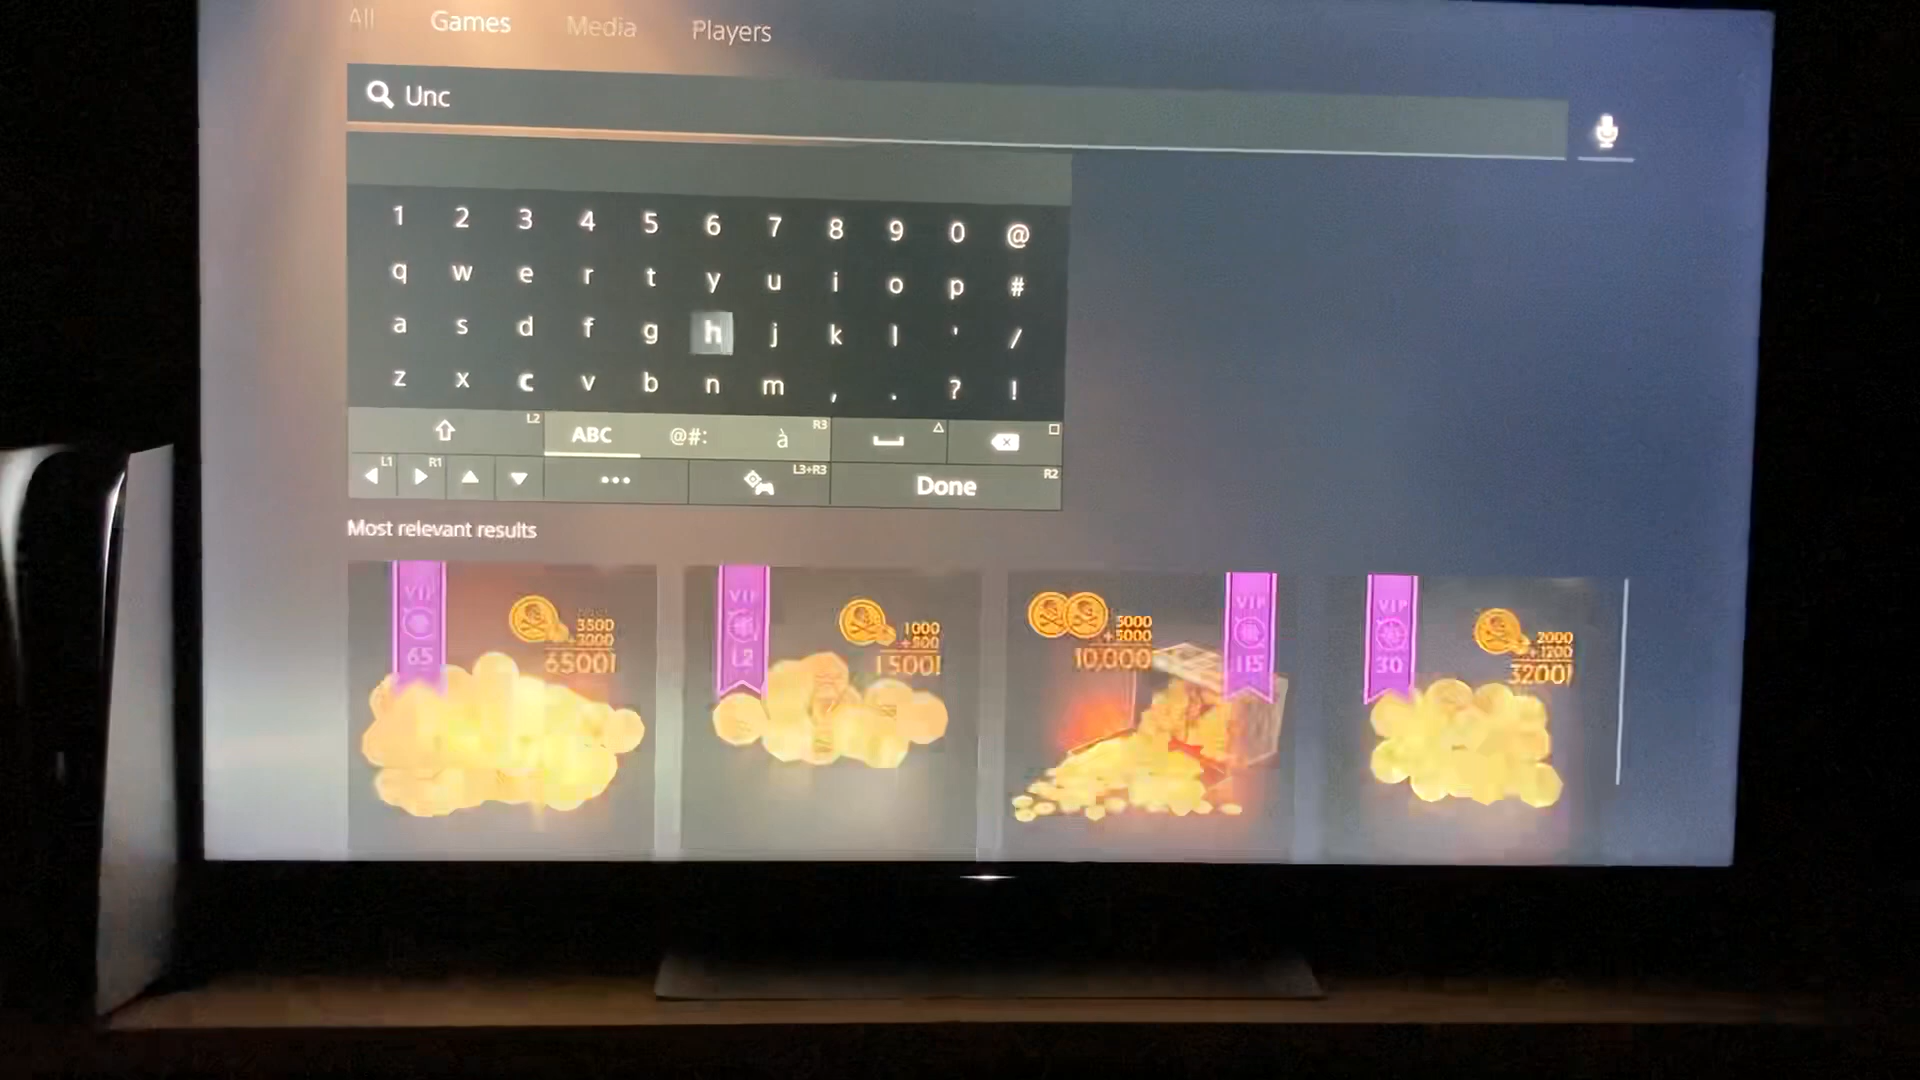 All Games Media Players
Unc
1 2 3 4 5 6 7 8 9 0 @
q w e r t y u i o p #
a s d f g h j k l ' /
z x c v b n m , . ? !
L2 ABC @#: à R3
L1 R1 ... L3+R3 Done R2
Most relevant results
VIP 65 3500 +3000 6500!
VIP 12 1000 +500 1500!
5000 +5000 10,000 VIP 115
VIP 30 2000 +1200 3200!